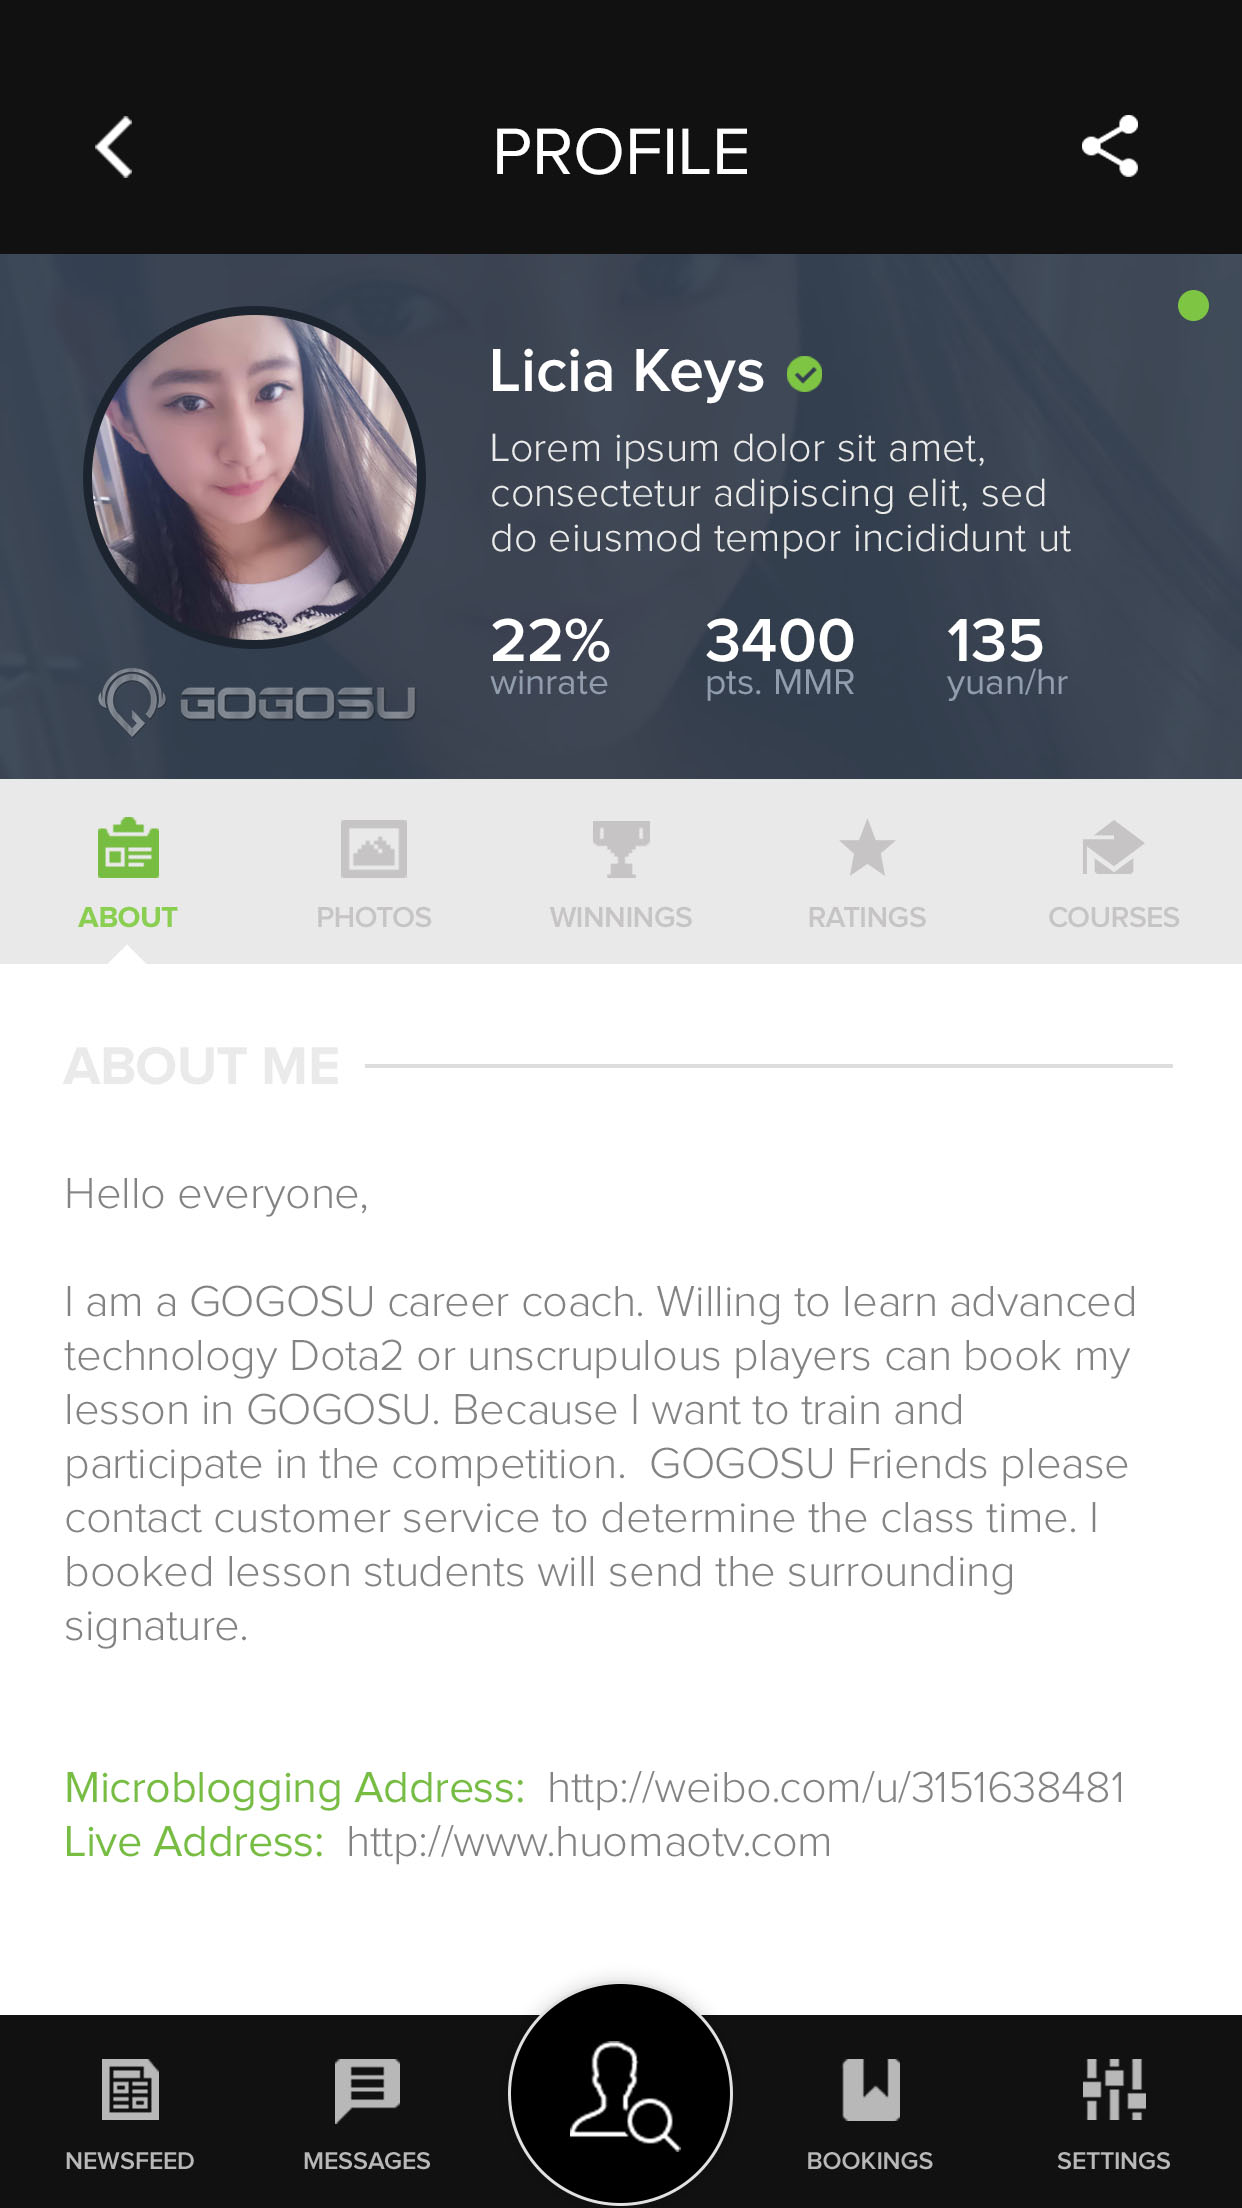 PROFILE
Licia Keys
Lorem ipsum dolor sit amet,
consectetur adipiscing elit, sed
do eiusmod tempor incididunt ut
22% 3400 135
winrate pts. MMR yuan/hr
GOGOSU
ABOUT PHOTOS WINNINGS RATINGS COURSES
ABOUT ME
Hello everyone,
I am a GOGOSU career coach. Willing to learn advanced
technology Dota2 or unscrupulous players can book my
lesson in GOGOSU. Because I want to train and
participate in the competition.  GOGOSU Friends please
contact customer service to determine the class time. I
booked lesson students will send the surrounding
signature.
Microblogging Address:  http://weibo.com/u/3151638481
Live Address:  http://www.huomaotv.com
NEWSFEED MESSAGES BOOKINGS SETTINGS